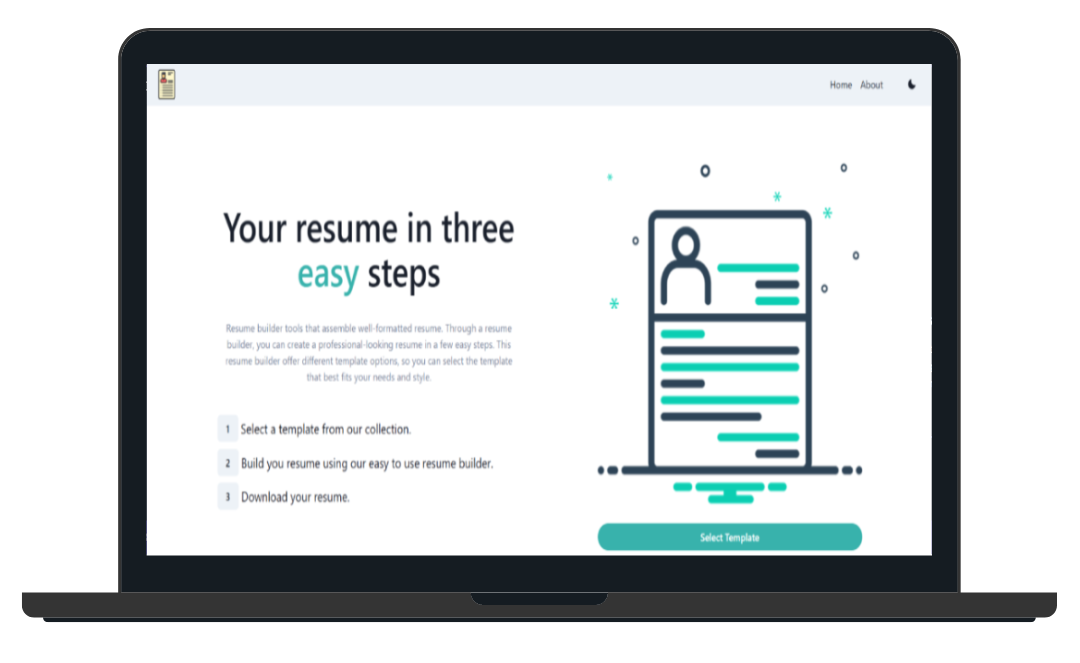 Home About
Your resume in three
easy steps
Resume builder tools that assemble well-formatted resume. Through a resume
builder, you can create a professional-looking resume in a few easy steps. This
resume builder offer different template options, so you can select the template
that best fits your needs and style.
1 Select a template from our collection.
2 Build you resume using our easy to use resume builder.
3 Download your resume.
Select Template